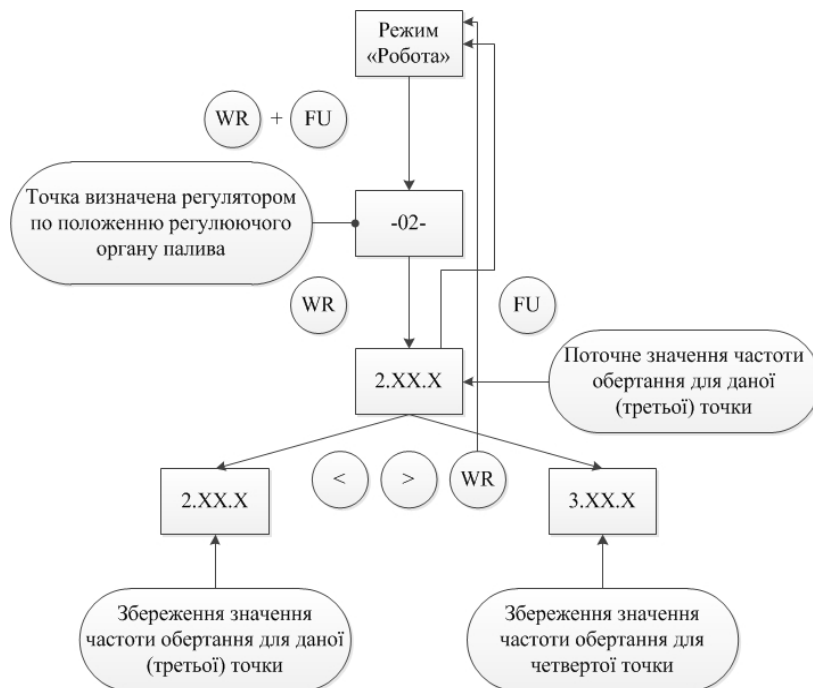 Режим
«Робота»
WR + FU
Точка визначена регулятором
по положенню регулюючого
органу палива
-02-
WR
FU
2.XX.X
Поточне значення частоти
обертання для даної
(третьої) точки
2.XX.X
< > WR
3.XX.X
Збереження значення
частоти обертання для даної
(третьої) точки
Збереження значення
частоти обертання для
четвертої точки